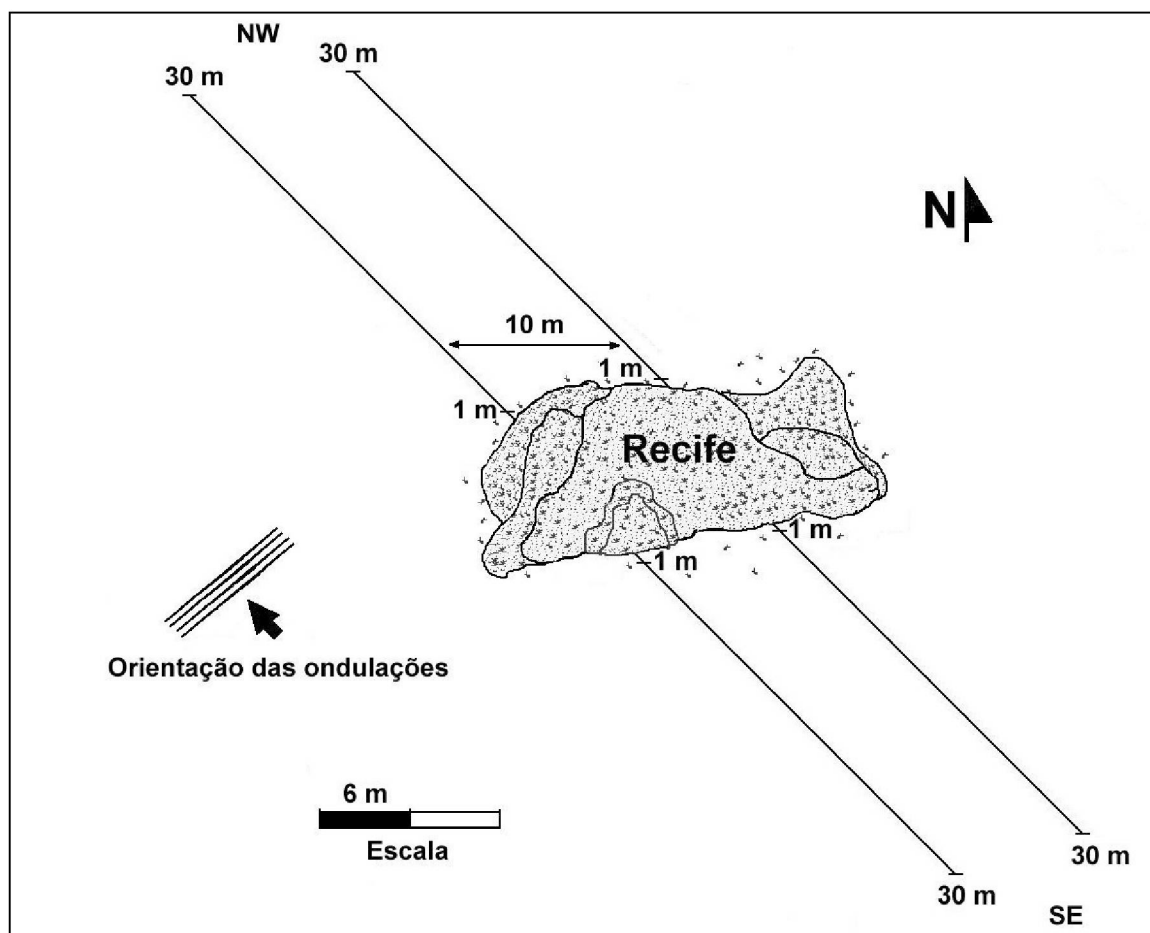 NW
30 m
30 m
N
10 m
1 m
1 m
Recife
1 m
1 m
Orientação das ondulações
6 m
Escala
30 m
30 m
SE